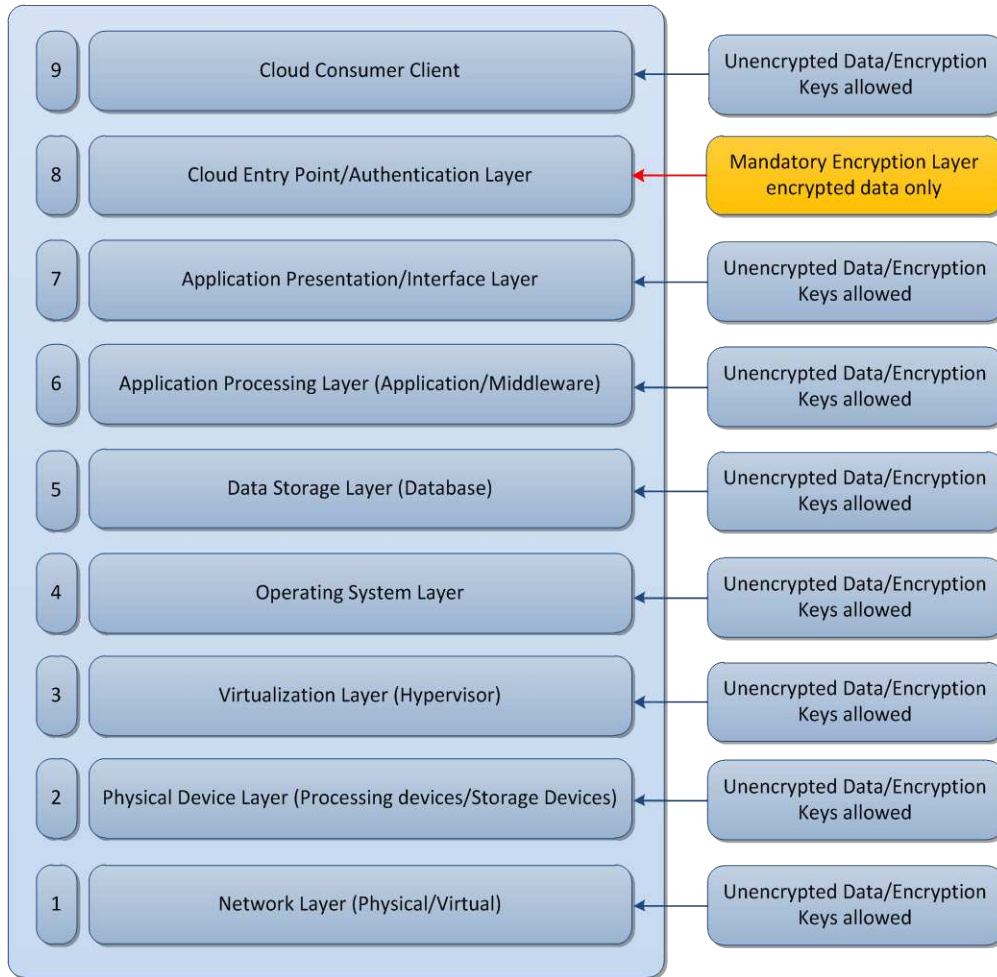 9
Cloud Consumer Client
Unencrypted Data/Encryption
Keys allowed
8
Cloud Entry Point/Authentication Layer
Mandatory Encryption Layer
encrypted data only
7
Application Presentation/Interface Layer
Unencrypted Data/Encryption
Keys allowed
6
Application Processing Layer (Application/Middleware)
Unencrypted Data/Encryption
Keys allowed
5
Data Storage Layer (Database)
Unencrypted Data/Encryption
Keys allowed
4
Operating System Layer
Unencrypted Data/Encryption
Keys allowed
3
Virtualization Layer (Hypervisor)
Unencrypted Data/Encryption
Keys allowed
2
Physical Device Layer (Processing devices/Storage Devices)
Unencrypted Data/Encryption
Keys allowed
1
Network Layer (Physical/Virtual)
Unencrypted Data/Encryption
Keys allowed